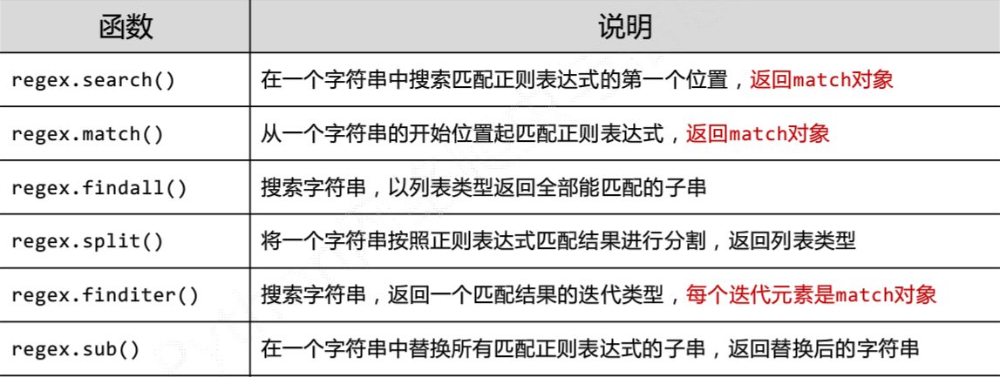 函数 说明
regex.search() 在一个字符串中搜索匹配正则表达式的第一个位置，返回match对象
regex.match() 从一个字符串的开始位置起匹配正则表达式，返回match对象
regex.findall() 搜索字符串，以列表类型返回全部能匹配的子串
regex.split() 将一个字符串按照正则表达式匹配结果进行分割，返回列表类型
regex.finditer() 搜索字符串，返回一个匹配结果的迭代类型，每个迭代元素是match对象
regex.sub() 在一个字符串中替换所有匹配正则表达式的子串，返回替换后的字符串